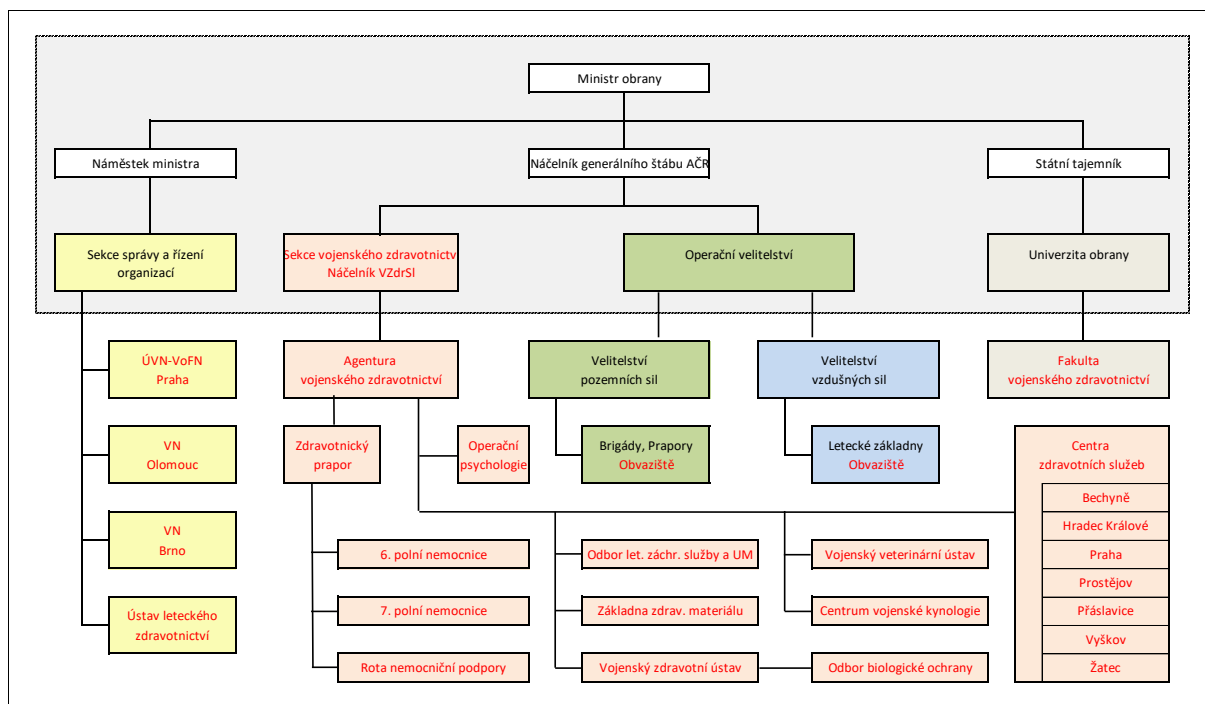 Ministr obrany
Náměstek ministra
Náčelník generálního štábu AČR
Státní tajemník
Sekce správy a řízení
organizací
Sekce vojenského zdravotnictv
Náčelník VZdrSl
Operační velitelství
Univerzita obrany
ÚVN-VoFN
Praha
Agentura
vojenského zdravotnictví
Velitelství
pozemních sil
Velitelství
vzdušných sil
Fakulta
vojenského zdravotnictví
VN
Olomouc
Zdravotnický
prapor
Operační
psychologie
Brigády, Prapory
Obvaziště
Letecké základny
Obvaziště
Centra
zdravotních služeb
Bechyně
Hradec Králové
Praha
Prostějov
Přáslavice
Vyškov
Žatec
VN
Brno
6. polní nemocnice
Odbor let. záchr. služby a UM
Vojenský veterinární ústav
Ústav leteckého
zdravotnictví
7. polní nemocnice
Základna zdrav. materiálu
Centrum vojenské kynologie
Rota nemocniční podpory
Vojenský zdravotní ústav
Odbor biologické ochrany